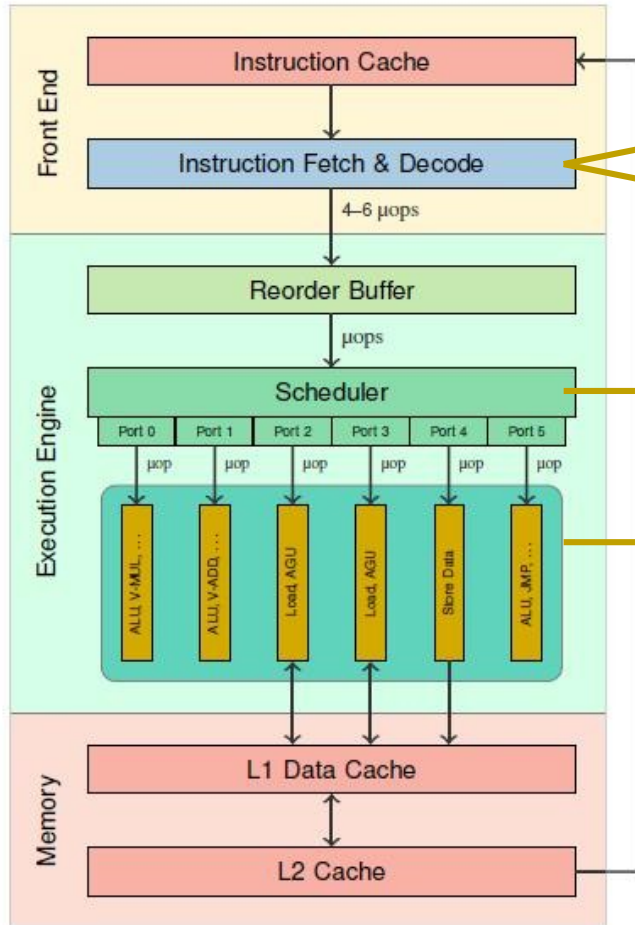 Front End
Instruction Cache
Instruction Fetch & Decode
4–6 μops
Execution Engine
Reorder Buffer
μops
Scheduler
Port 0 Port 1 Port 2 Port 3 Port 4 Port 5
μop μop μop μop μop μop
ALU, V-MUL, ...
ALU, V-ADD, ...
Load, AGU
Load, AGU
Store Data
ALU, JMP, ...
Memory
L1 Data Cache
L2 Cache